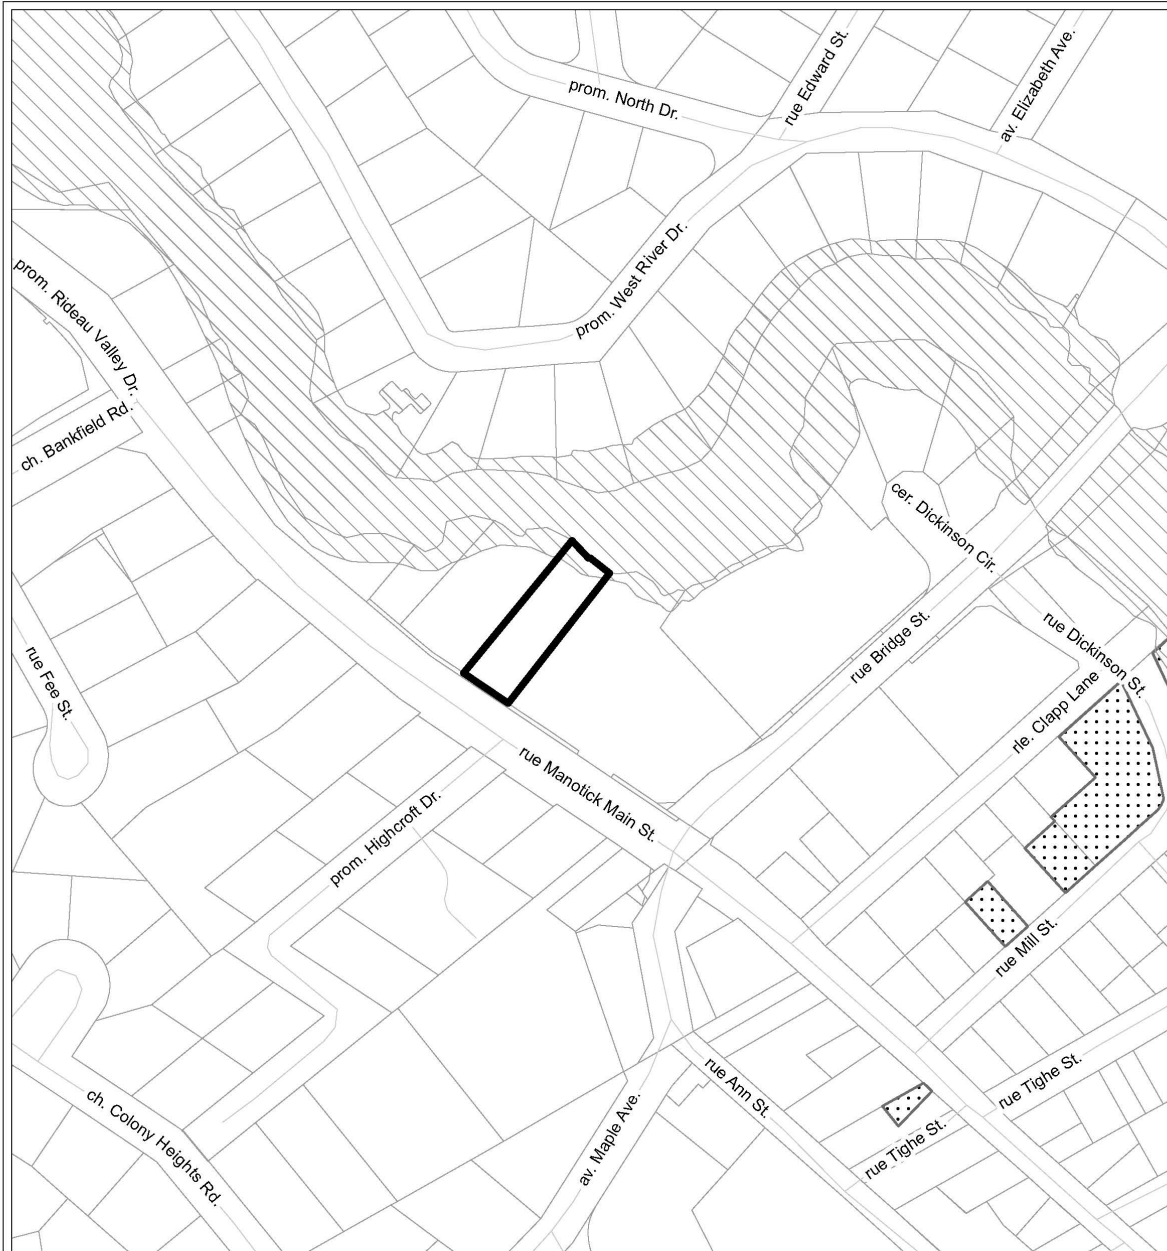 rue Edward St.
av. Elizabeth Ave.
prom. North Dr.
prom. West River Dr.
prom. Rideau Valley Dr.
ch. Bankfield Rd.
cer. Dickinson Cir.
rue Bridge St.
rue Dickinson St.
rue Fee St.
rle. Clapp Lane
rue Manotick Main St.
prom. Highcroft Dr.
rue Mill St.
rue Ann St.
rue Tighe St.
rue Tighe St.
av. Maple Ave.
ch. Colony Heights Rd.